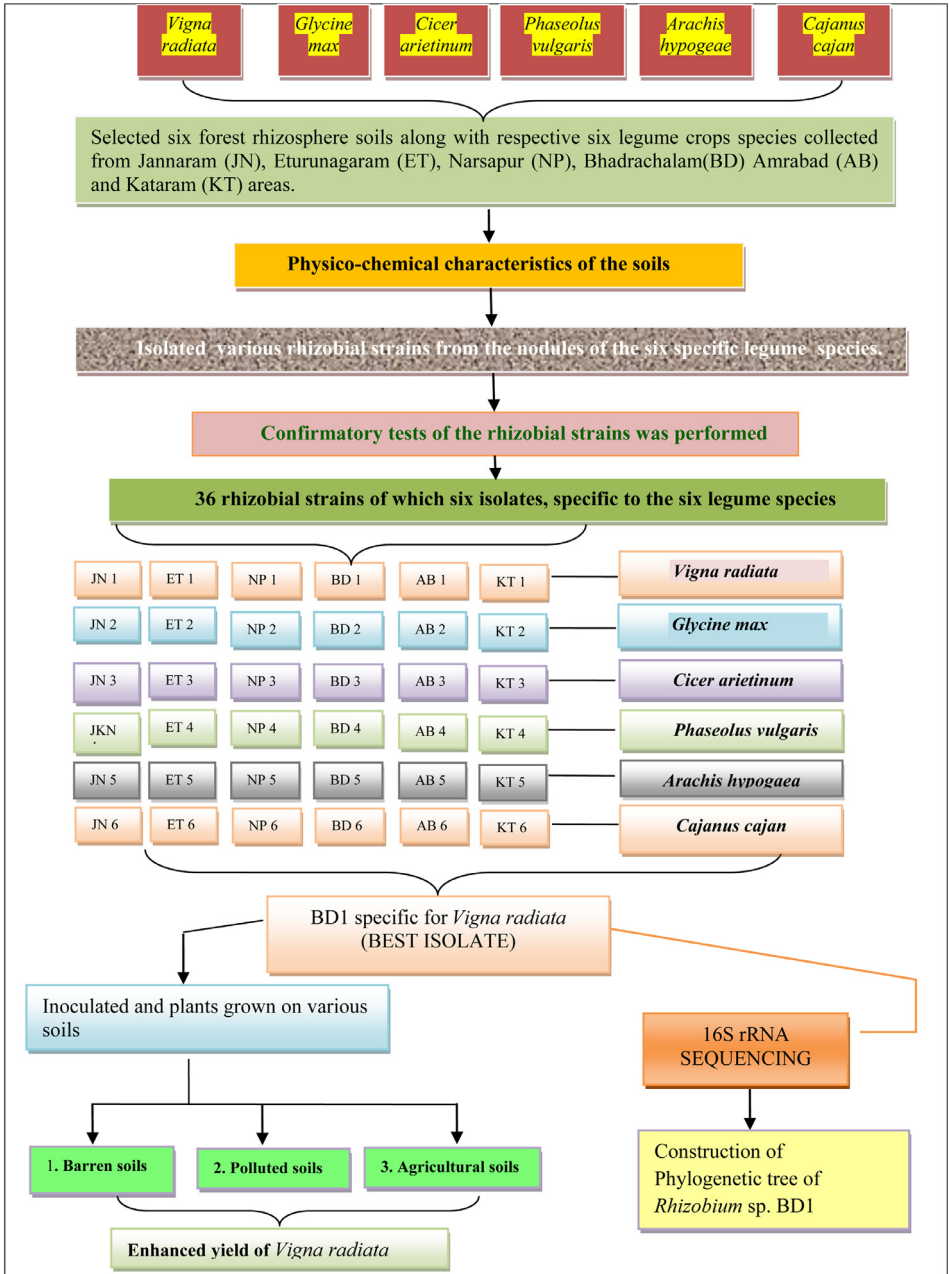 Vigna radiata
Glycine max
Cicer arietinum
Phaseolus vulgaris
Arachis hypogeae
Cajanus cajan
Selected six forest rhizosphere soils along with respective six legume crops species collected
from Jannaram (JN), Eturunagaram (ET), Narsapur (NP), Bhadrachalam(BD) Amrabad (AB)
and Kataram (KT) areas.
Physico-chemical characteristics of the soils
Isolated various rhizobial strains from the nodules of the six specific legume species.
Confirmatory tests of the rhizobial strains was performed
36 rhizobial strains of which six isolates, specific to the six legume species
JN 1 ET 1 NP 1 BD 1 AB 1 KT 1 Vigna radiata
JN 2 ET 2 NP 2 BD 2 AB 2 KT 2 Glycine max
JN 3 ET 3 NP 3 BD 3 AB 3 KT 3 Cicer arietinum
JKN ET 4 NP 4 BD 4 AB 4 KT 4 Phaseolus vulgaris
JN 5 ET 5 NP 5 BD 5 AB 5 KT 5 Arachis hypogaea
JN 6 ET 6 NP 6 BD 6 AB 6 KT 6 Cajanus cajan
BD1 specific for Vigna radiata
(BEST ISOLATE)
Inoculated and plants grown on various
soils
16S rRNA
SEQUENCING
1. Barren soils
2. Polluted soils
3. Agricultural soils
Construction of
Phylogenetic tree of
Rhizobium sp. BD1
Enhanced yield of Vigna radiata